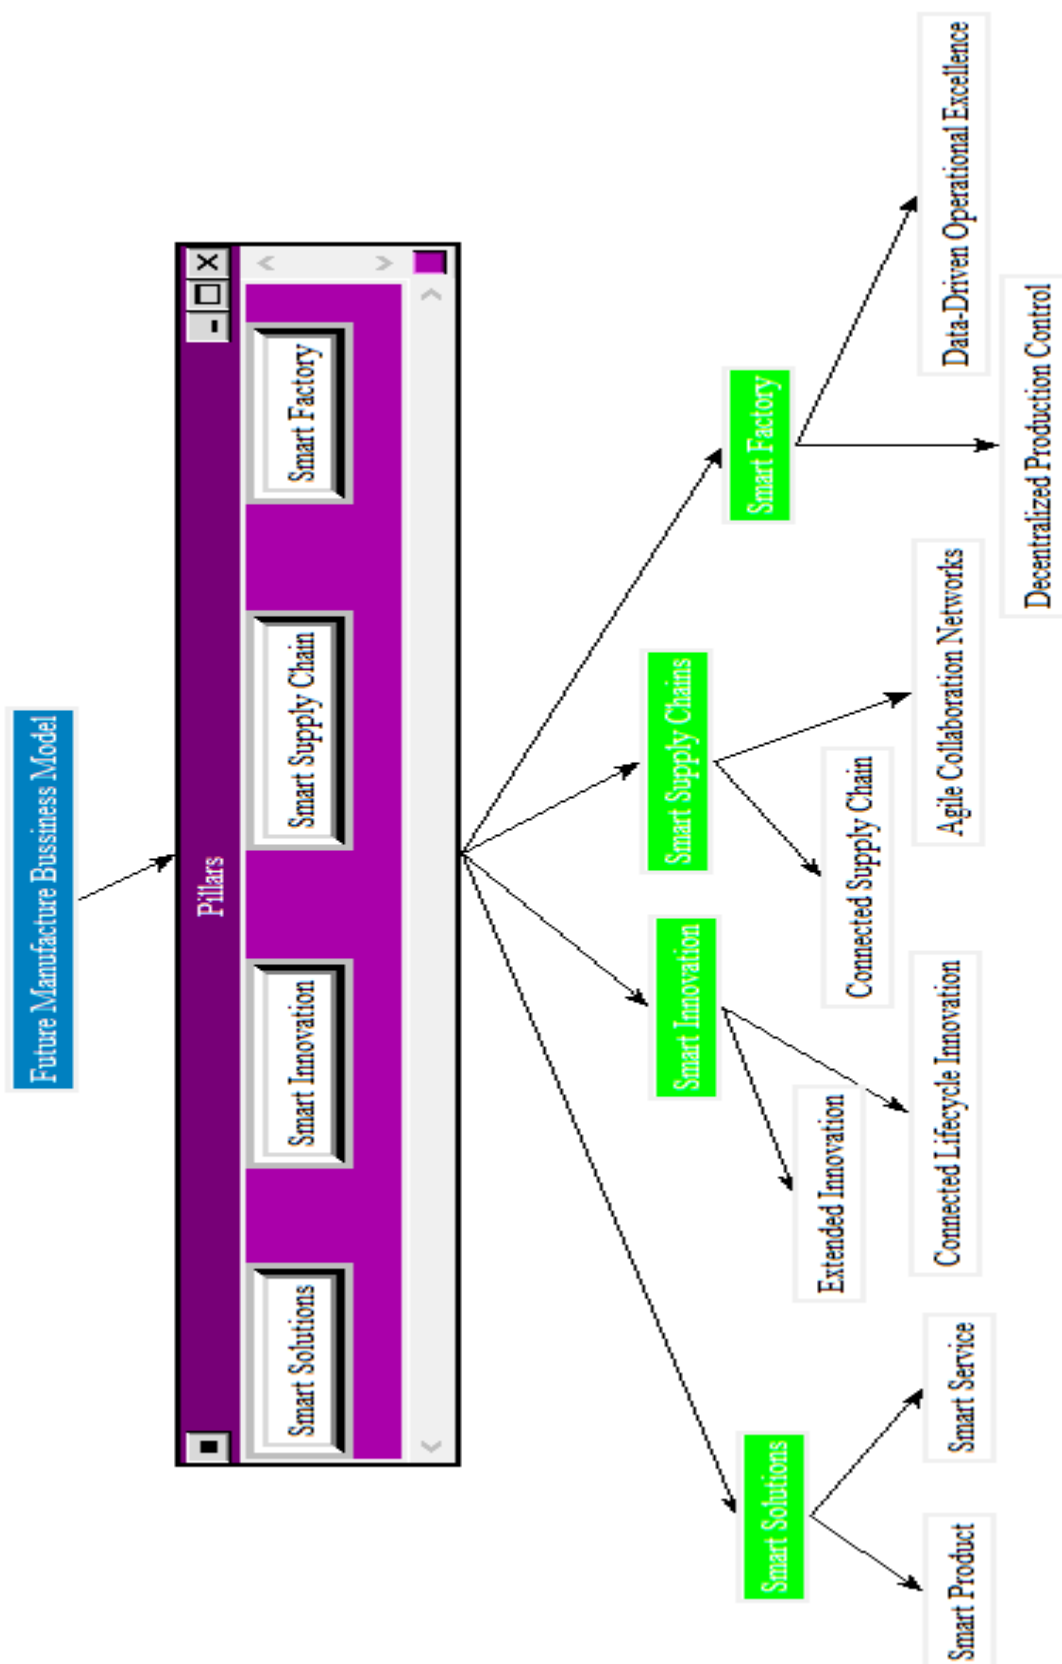 Future Manufacture Bussiness Model
Pillars
Smart Solutions
Smart Innovation
Smart Supply Chain
Smart Factory
Smart Solutions
Smart Innovation
Smart Supply Chains
Smart Factory
Smart Product
Smart Service
Extended Innovation
Connected Lifecycle Innovation
Connected Supply Chain
Agile Collaboration Networks
Decentralized Production Control
Data-Driven Operational Excellence